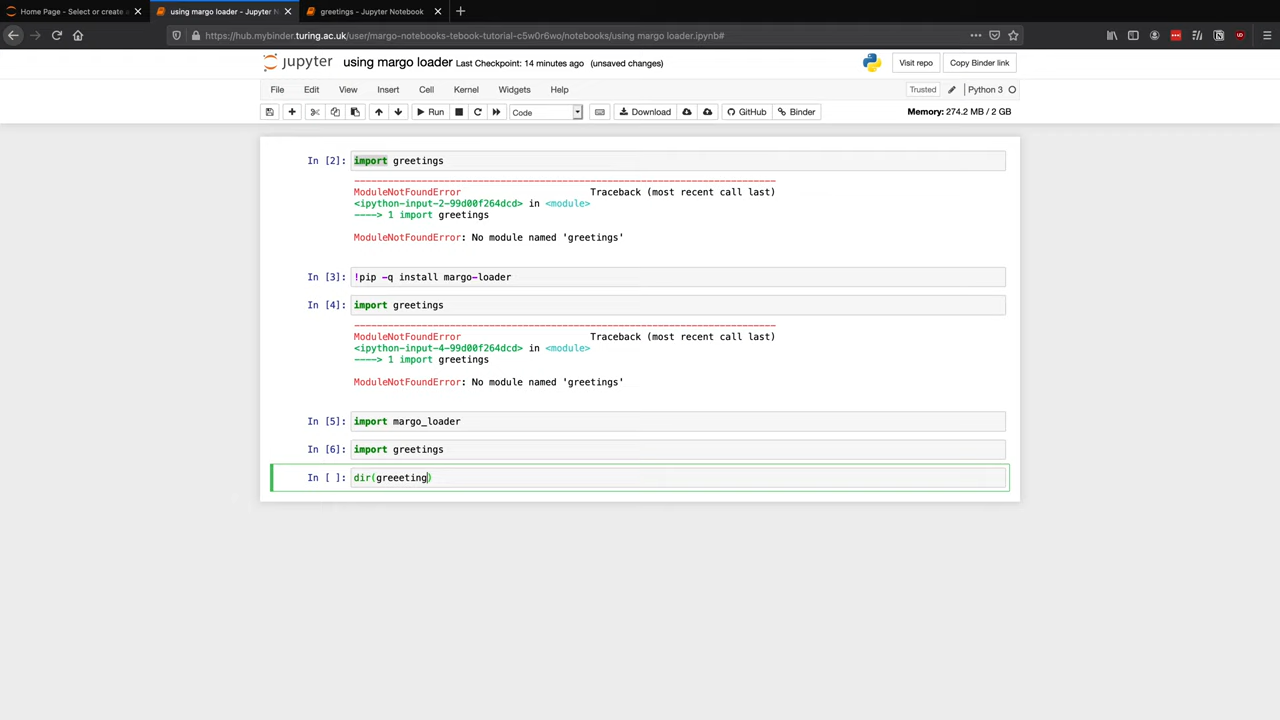 Home Page - Select or create a
using margo loader - Jupyter N
greetings - Jupyter Notebook
https://hub.mybinder.turing.ac.uk/user/margo-notebooks-tebook-tutorial-c5w0r6wo/notebooks/using margo loader.ipynb#
jupyter using margo loader Last Checkpoint: 14 minutes ago (unsaved changes)
Visit repo Copy Binder link
File Edit View Insert Cell Kernel Widgets Help
Trusted Python 3
Run Code Download GitHub Binder
Memory: 274.2 MB / 2 GB
In [2]: import greetings
---------------------------------------------------------------------------
ModuleNotFoundError Traceback (most recent call last)
<ipython-input-2-99d00f264dcd> in <module>
----> 1 import greetings
ModuleNotFoundError: No module named 'greetings'
In [3]: !pip -q install margo-loader
In [4]: import greetings
---------------------------------------------------------------------------
ModuleNotFoundError Traceback (most recent call last)
<ipython-input-4-99d00f264dcd> in <module>
----> 1 import greetings
ModuleNotFoundError: No module named 'greetings'
In [5]: import margo_loader
In [6]: import greetings
In [ ]: dir(greeeting)